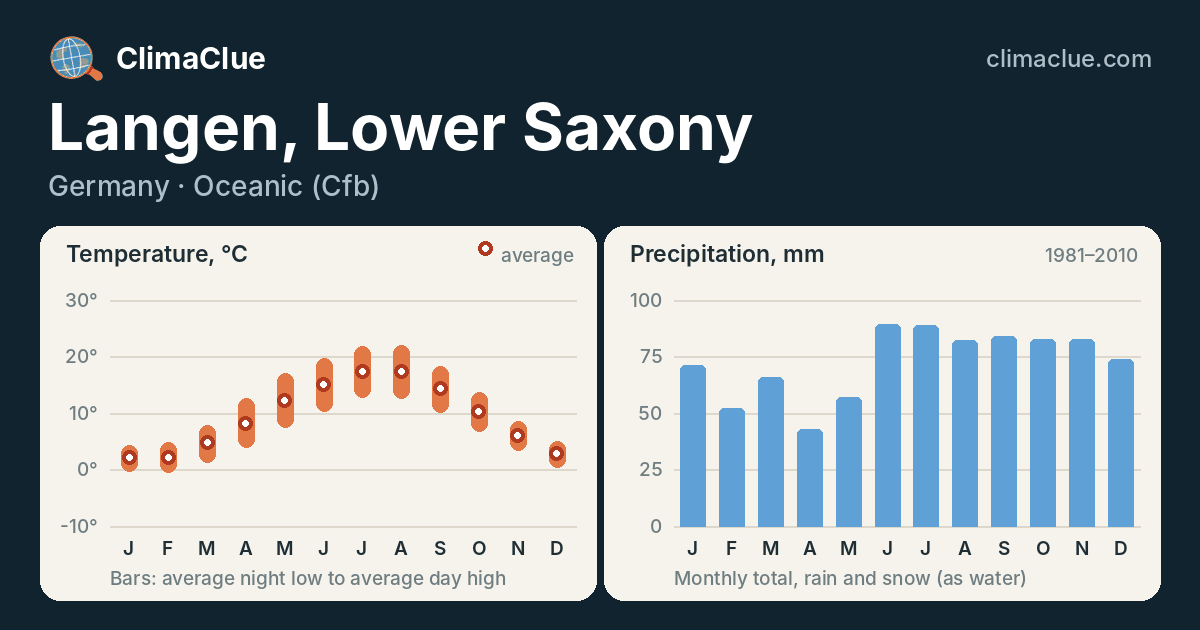 ClimaClue
climaclue.com
Langen, Lower Saxony
Germany · Oceanic (Cfb)
Temperature, °C
average
30°
20°
10°
0°
-10°
J F M A M J J A S O N D
Bars: average night low to average day high
Precipitation, mm
1981–2010
100
75
50
25
0
J F M A M J J A S O N D
Monthly total, rain and snow (as water)